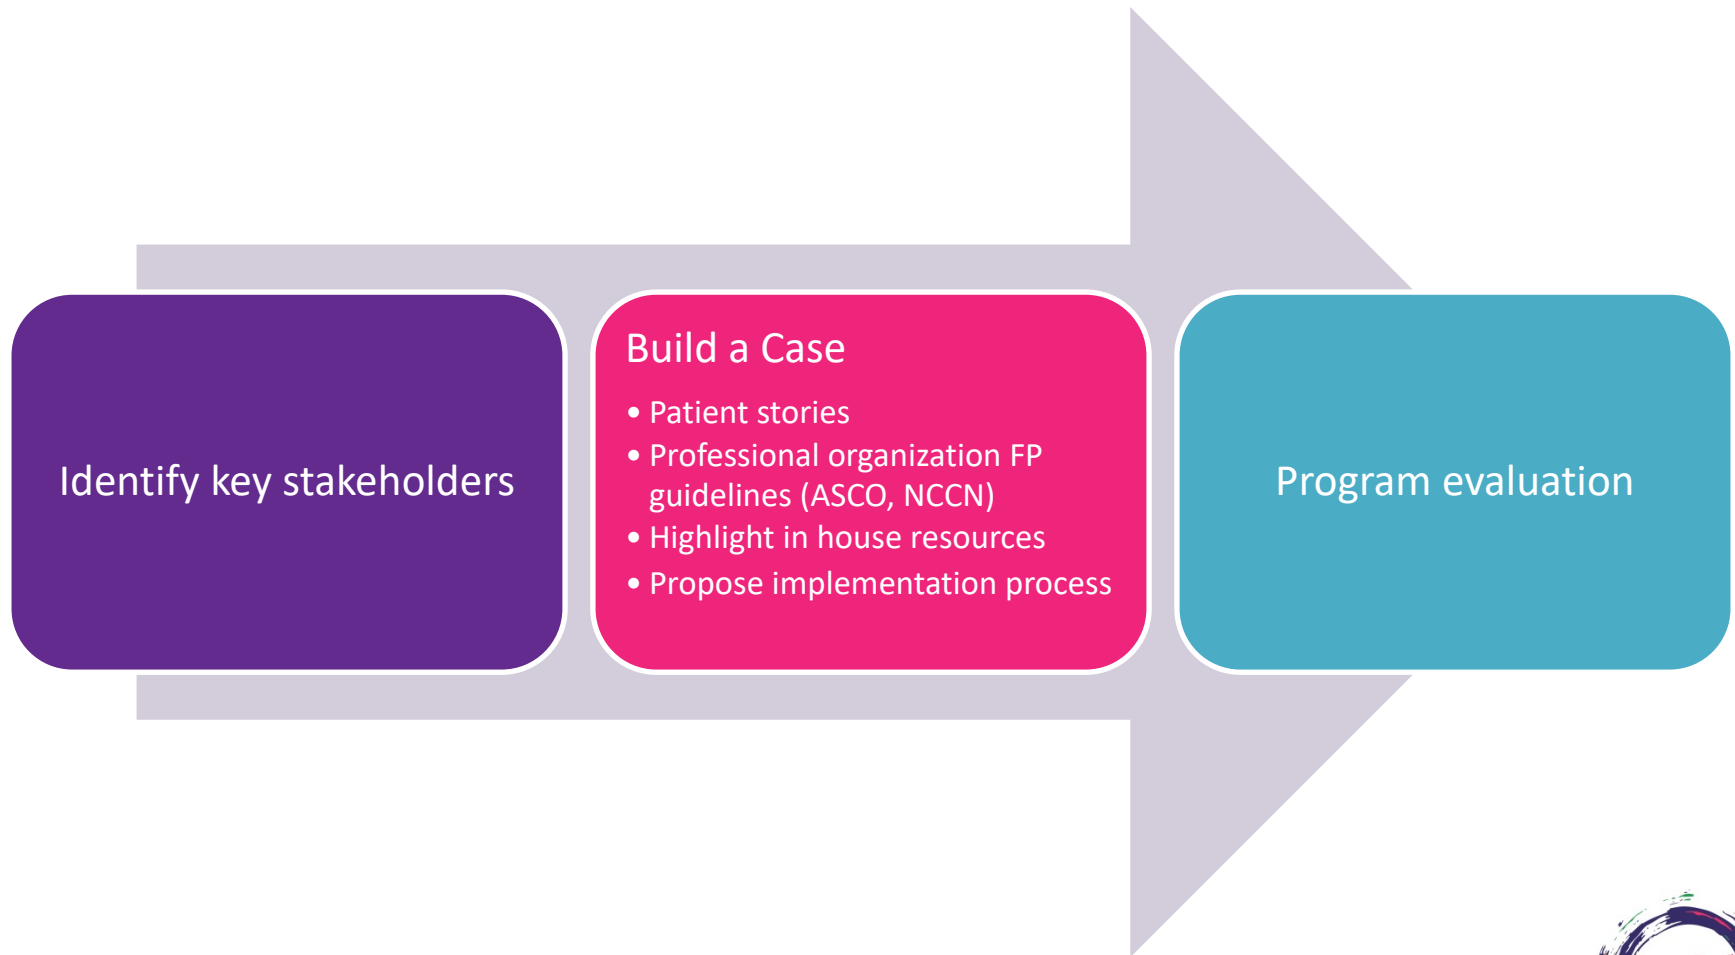 Identify key stakeholders
Build a Case
• Patient stories
• Professional organization FP
guidelines (ASCO, NCCN)
• Highlight in house resources
• Propose implementation process
Program evaluation